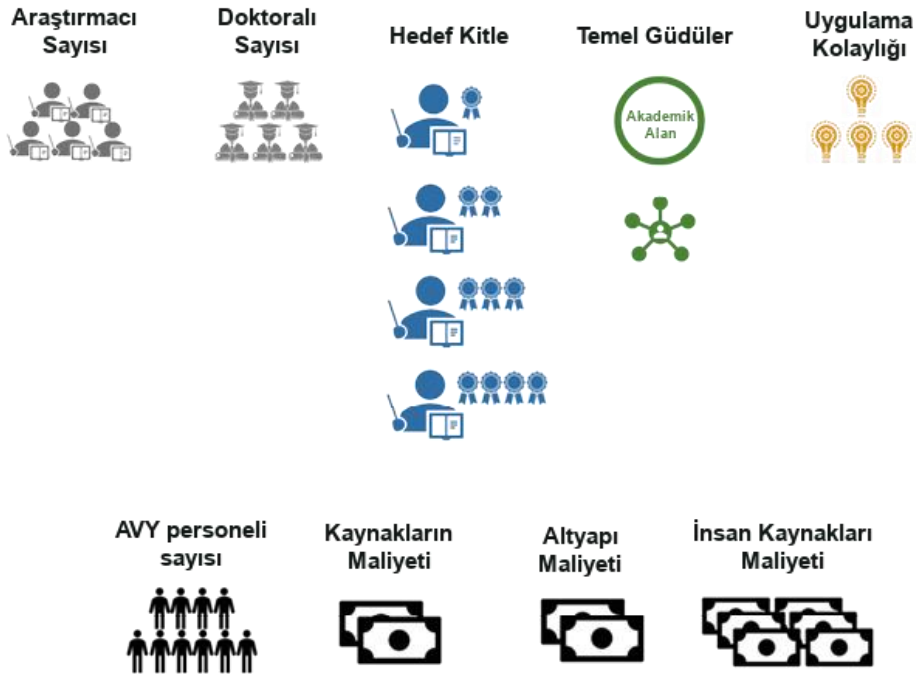 Araştırmacı
Sayısı
Doktoralı
Sayısı
Hedef Kitle
Temel Güdüler
Uygulama
Kolaylığı
Akademik
Alan
AVY personeli
sayısı
Kaynakların
Maliyeti
Altyapı
Maliyeti
İnsan Kaynakları
Maliyeti